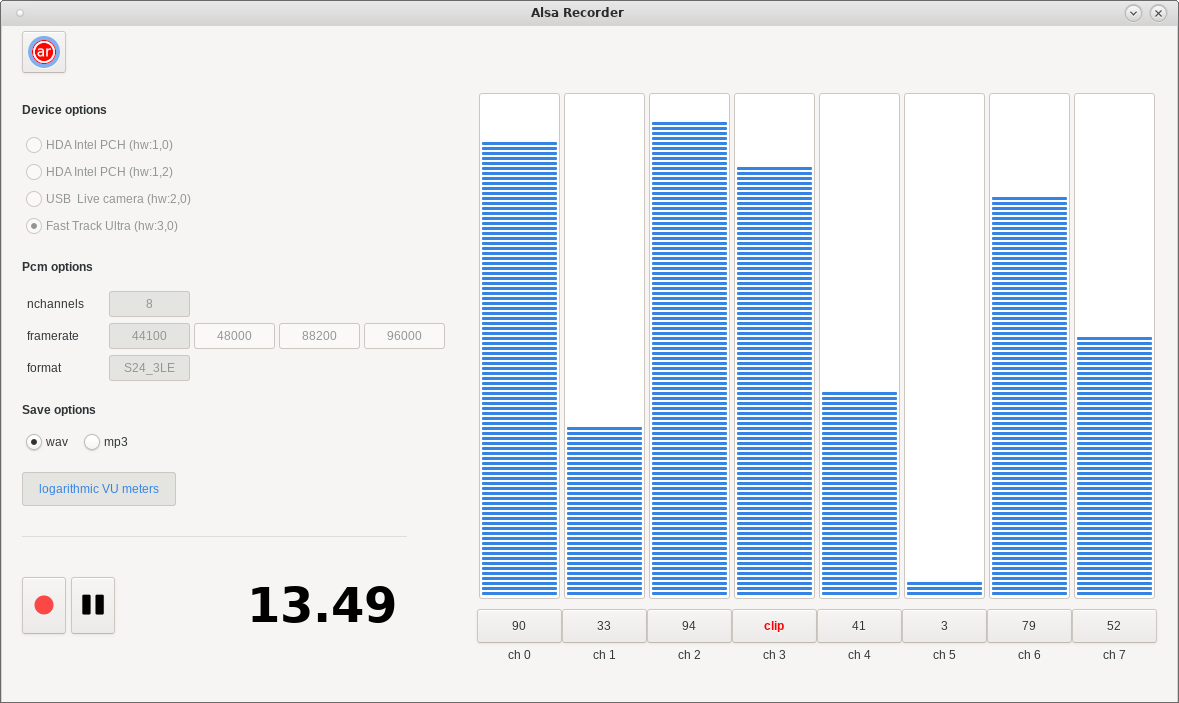 Alsa Recorder
ar
Device options
HDA Intel PCH (hw:1,0)
HDA Intel PCH (hw:1,2)
USB  Live camera (hw:2,0)
Fast Track Ultra (hw:3,0)
Pcm options
nchannels 8
framerate 44100 48000 88200 96000
format S24_3LE
Save options
wav mp3
logarithmic VU meters
13.49
90 33 94 clip 41 3 79 52
ch 0 ch 1 ch 2 ch 3 ch 4 ch 5 ch 6 ch 7